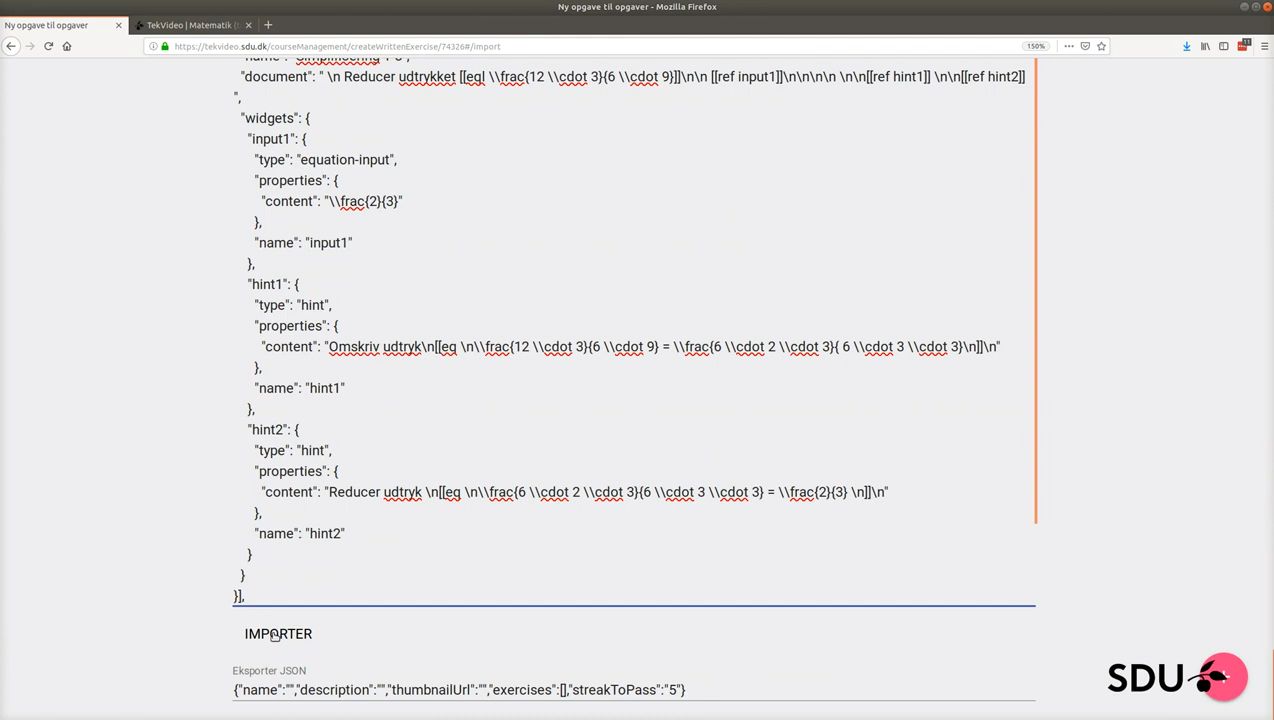 Ny opgave til opgaver - Mozilla Firefox
Ny opgave til opgaver
TekVideo | Matematik (
https://tekvideo.sdu.dk/courseManagement/createWrittenExercise/74326#/import
150%
11
"document": " \n Reducer udtrykket [[eql \\frac{12 \\cdot 3}{6 \\cdot 9}]]\n\n [[ref input1]]\n\n\n\n \n\n[[ref hint1]] \n\n[[ref hint2]]
",
"widgets": {
"input1": {
"type": "equation-input",
"properties": {
"content": "\\frac{2}{3}"
},
"name": "input1"
},
"hint1": {
"type": "hint",
"properties": {
"content": "Omskriv udtryk\n[[eq \n\\frac{12 \\cdot 3}{6 \\cdot 9} = \\frac{6 \\cdot 2 \\cdot 3}{ 6 \\cdot 3 \\cdot 3}\n]]\n"
},
"name": "hint1"
},
"hint2": {
"type": "hint",
"properties": {
"content": "Reducer udtryk \n[[eq \n\\frac{6 \\cdot 2 \\cdot 3}{6 \\cdot 3 \\cdot 3} = \\frac{2}{3} \n]]\n"
},
"name": "hint2"
}
}
}],
IMPORTER
Eksporter JSON
{"name":"","description":"","thumbnailUrl":"","exercises":[],"streakToPass":"5"}
SDU